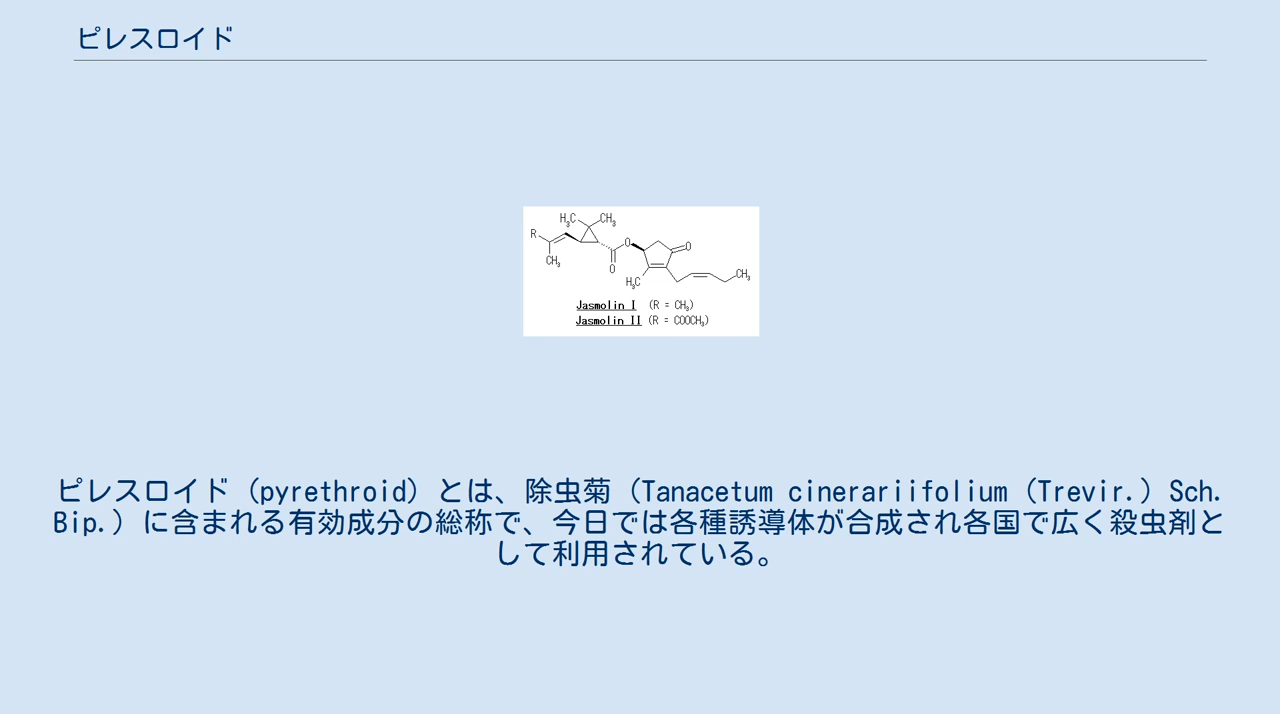 ピレスロイド
H₃C CH₃
R
O O
CH₃
O
H₃C
CH₃
Jasmolin I (R = CH₃)
Jasmolin II (R = COOCH₃)
ピレスロイド（pyrethroid）とは、除虫菊（Tanacetum cinerariifolium（Trevir.）Sch.
Bip.）に含まれる有効成分の総称で、今日では各種誘導体が合成され各国で広く殺虫剤と
して利用されている。